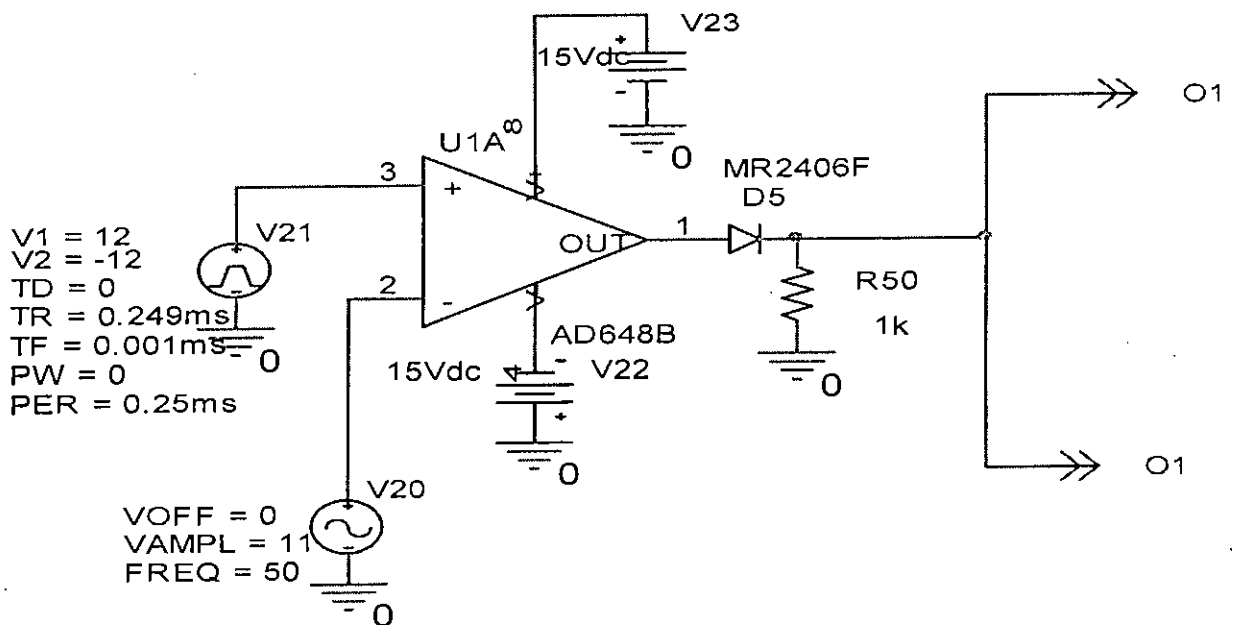 V23
15Vdc
+
-
0
O1
8
U1A
3
+
MR2406F
D5
V21
V1 = 12
V2 = -12
TD = 0
TR = 0.249ms
TF = 0.001ms
PW = 0
PER = 0.25ms
+
-
0
OUT
1
2
-
R50
1k
0
AD648B
15Vdc
-
V22
+
0
O1
V20
VOFF = 0
VAMPL = 11
FREQ = 50
+
-
0